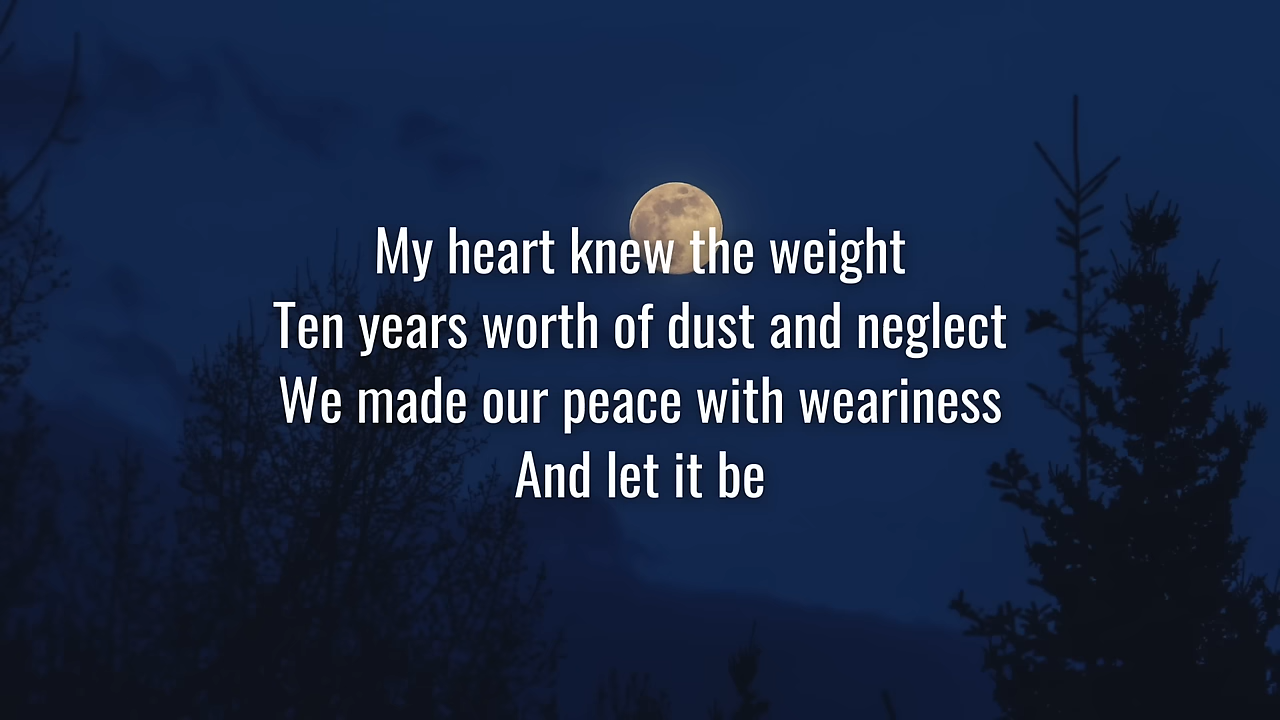 My heart knew the weight
Ten years worth of dust and neglect
We made our peace with weariness
And let it be